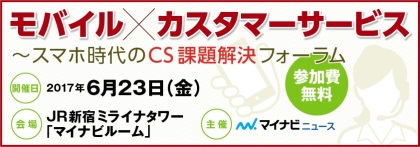 モバイル×カスタマーサービス
～スマホ時代のCS課題解決フォーラム
参加費
無料
開催日 2017年6月23日(金)
会場 JR新宿ミライナタワー
「マイナビルーム」
主催 マイナビニュース